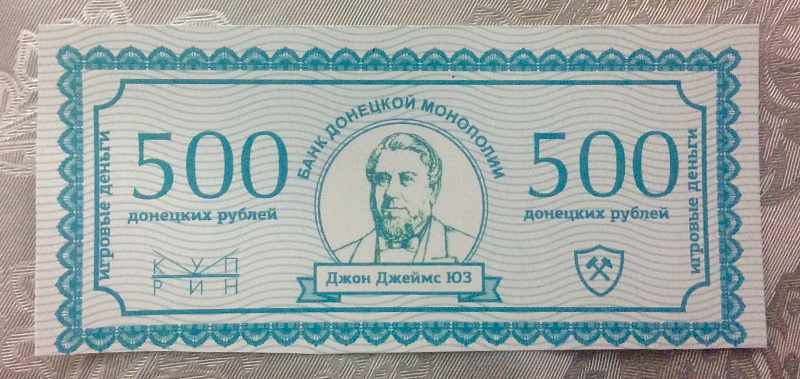 БАНК ДОНЕЦКОЙ МОНОПОЛИИ
игровые деньги
500
донецких рублей
КУП
РИН
Джон Джеймс ЮЗ
500
донецких рублей
игровые деньги